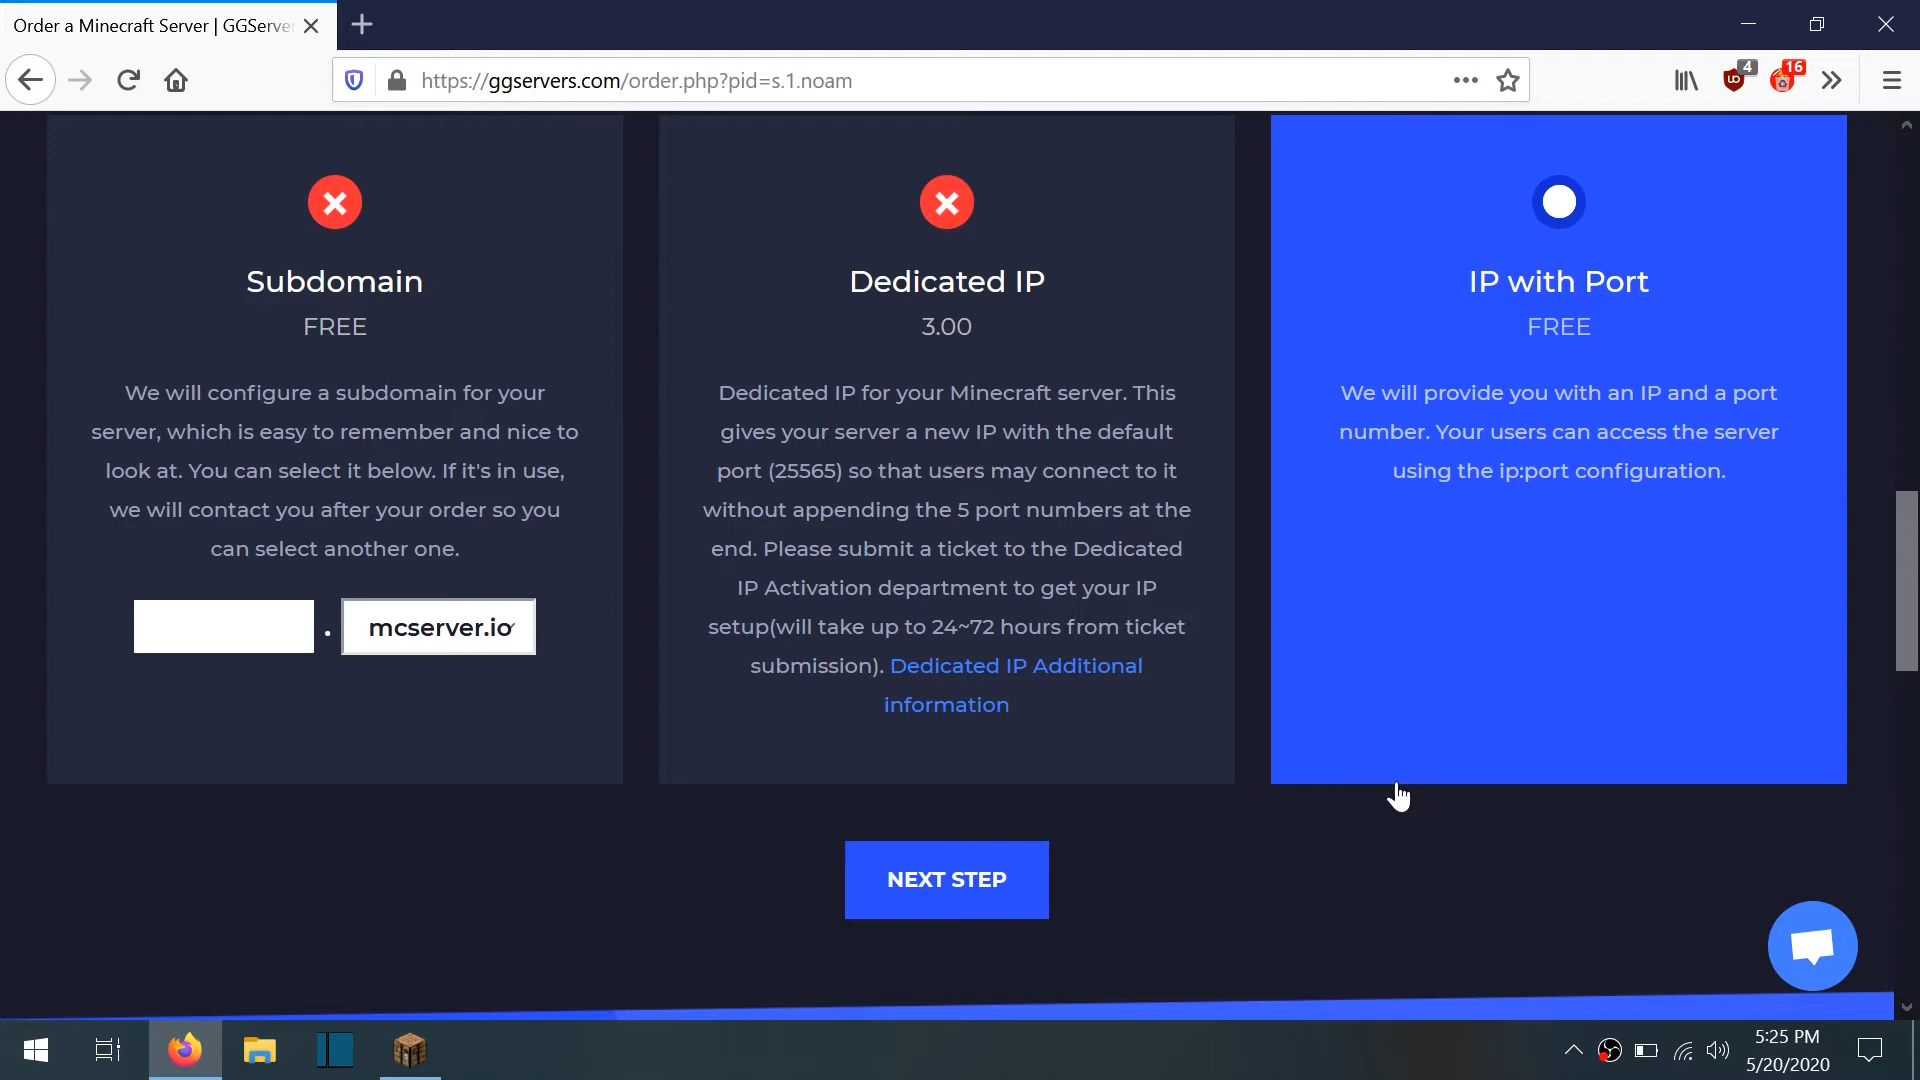 Order a Minecraft Server | GGServe
https://ggservers.com/order.php?pid=s.1.noam
4
16
Subdomain
FREE
We will configure a subdomain for your
server, which is easy to remember and nice to
look at. You can select it below. If it's in use,
we will contact you after your order so you
can select another one.
. mcserver.io
Dedicated IP
3.00
Dedicated IP for your Minecraft server. This
gives your server a new IP with the default
port (25565) so that users may connect to it
without appending the 5 port numbers at the
end. Please submit a ticket to the Dedicated
IP Activation department to get your IP
setup(will take up to 24~72 hours from ticket
submission). Dedicated IP Additional
information
IP with Port
FREE
We will provide you with an IP and a port
number. Your users can access the server
using the ip:port configuration.
NEXT STEP
5:25 PM
5/20/2020